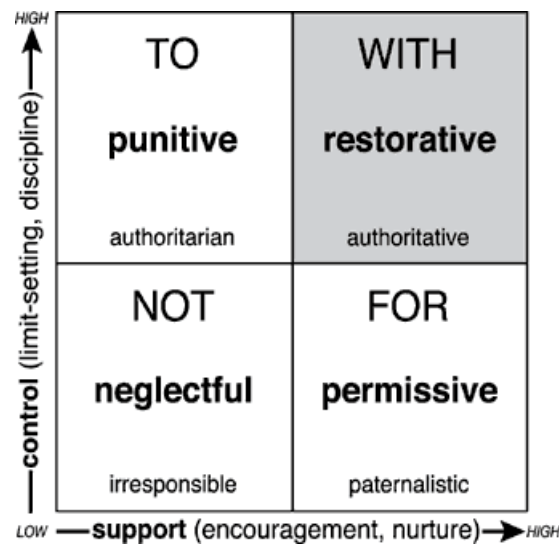 HIGH
TO
punitive
authoritarian
WITH
restorative
authoritative
NOT
neglectful
irresponsible
FOR
permissive
paternalistic
control (limit-setting, discipline)
LOW
support (encouragement, nurture)
HIGH